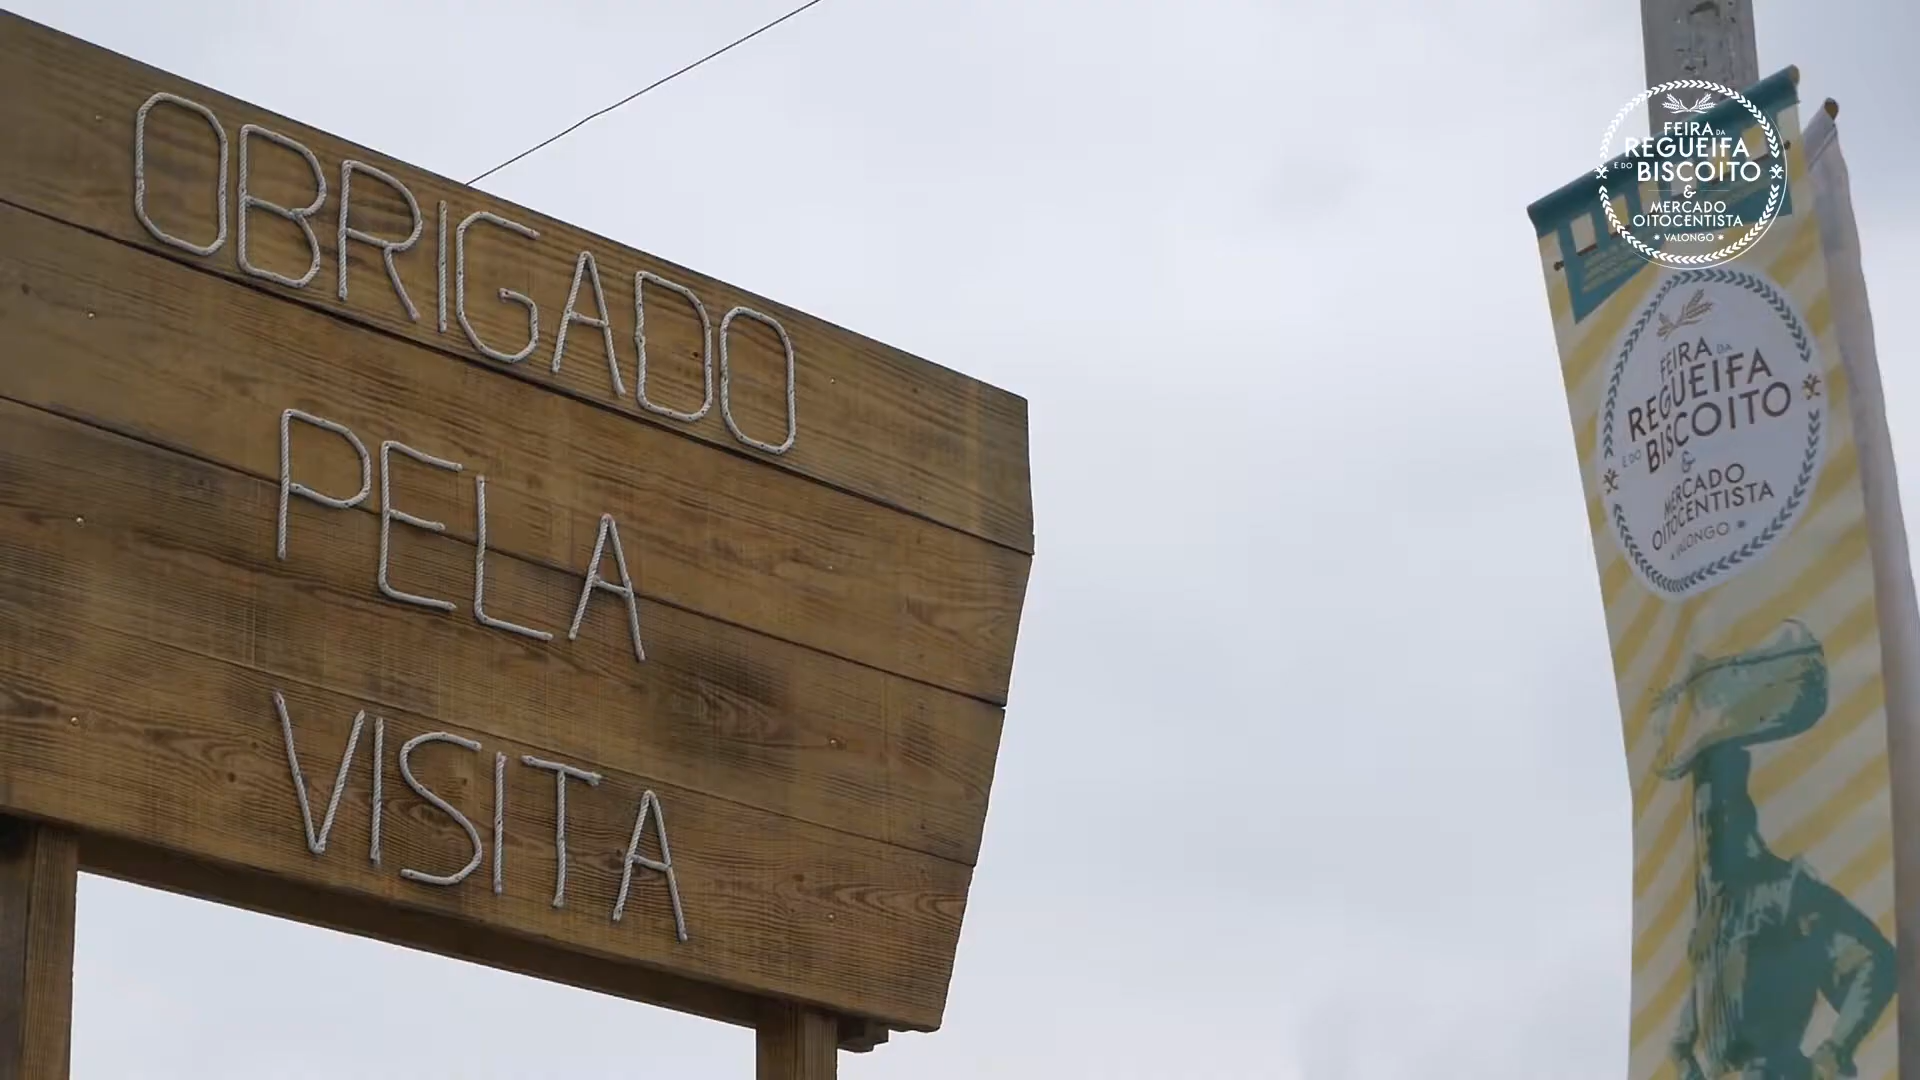 OBRIGADO
PELA
VISITA
FEIRA DA
REGUEIFA
E DO BISCOITO
&
MERCADO
OITOCENTISTA
VALONGO
FEIRA DA
REGUEIFA
E DO BISCOITO
&
MERCADO
OITOCENTISTA
VALONGO